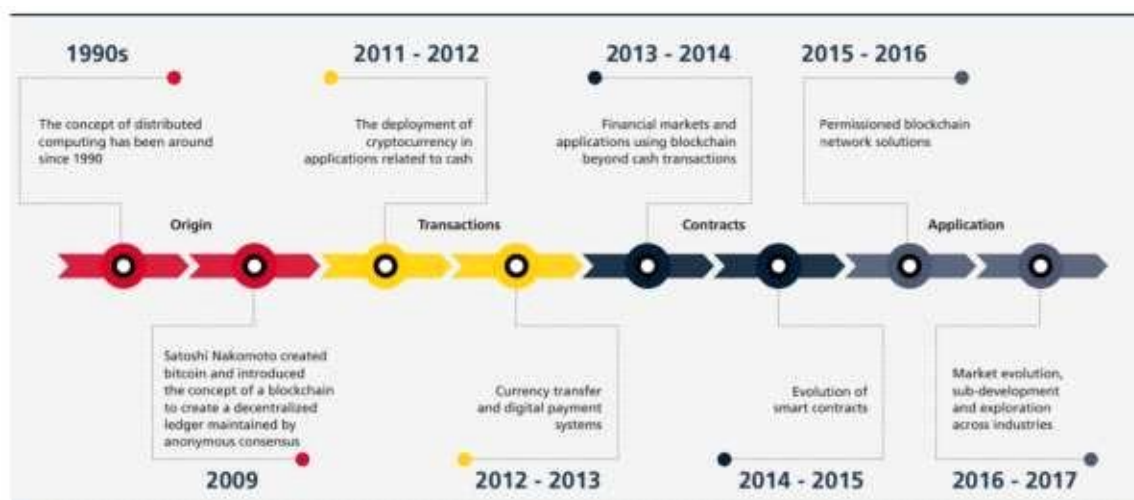 1990s
The concept of distributed
computing has been around
since 1990
2011 - 2012
The deployment of
cryptocurrency in
applications related to cash
2013 - 2014
Financial markets and
applications using blockchain
beyond cash transactions
2015 - 2016
Permissioned blockchain
network solutions
Origin
Transactions
Contracts
Application
Satoshi Nakomoto created
bitcoin and introduced
the concept of a blockchain
to create a decentralized
ledger maintained by
anonymous consensus
2009
Currency transfer
and digital payment
systems
2012 - 2013
Evolution of
smart contracts
2014 - 2015
Market evolution,
sub-development
and exploration
across industries
2016 - 2017